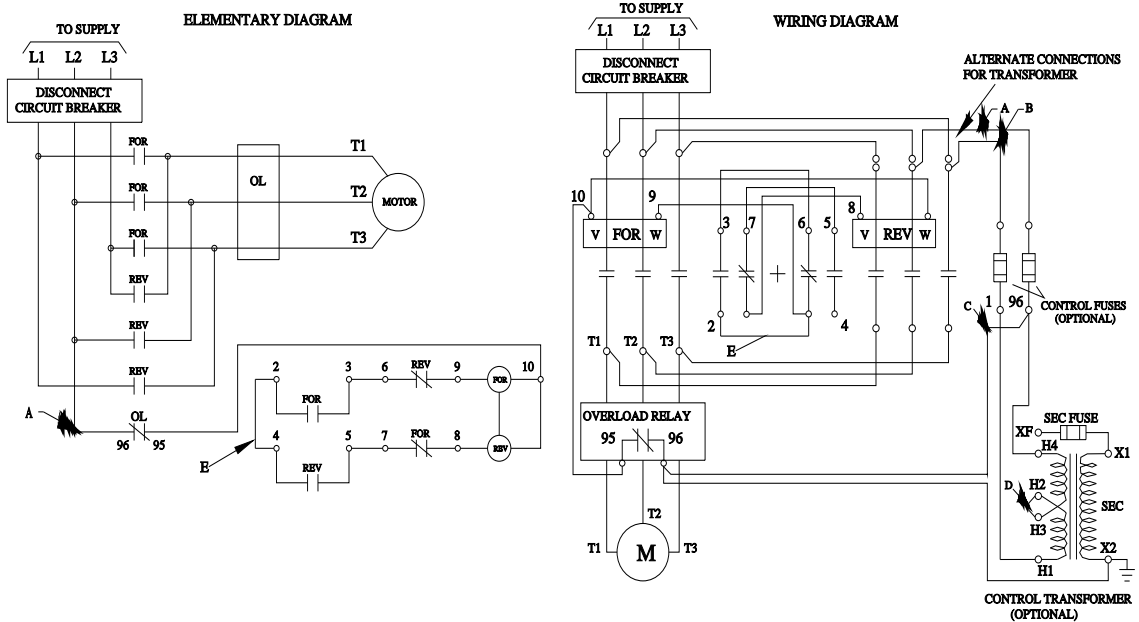 ELEMENTARY DIAGRAM
TO SUPPLY
L1 L2 L3
DISCONNECT
CIRCUIT BREAKER
FOR
T1
OL
FOR
T2
MOTOR
FOR
T3
REV
REV
REV
A
OL
96 95
2 3 6 REV 9 10
FOR
FOR
4 5 7 FOR 8
REV
E
REV
WIRING DIAGRAM
TO SUPPLY
L1 L2 L3
DISCONNECT
CIRCUIT BREAKER
ALTERNATE CONNECTIONS
FOR TRANSFORMER
A B
10 9
3 7 6 5 8
V FOR W
V REV W
2 4
E
C 1 96
CONTROL FUSES
(OPTIONAL)
T1 T2 T3
OVERLOAD RELAY
95 96
SEC FUSE
XF
H4 X1
D H2
SEC
H3
X2
H1
T2
T1 M T3
CONTROL TRANSFORMER
(OPTIONAL)